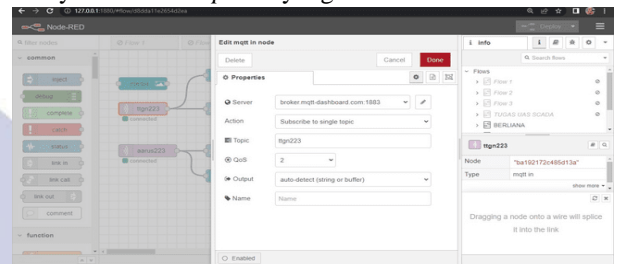 127.0.0.1:1880/#flow/d8dda11e2654d2ea
Node-RED
Deploy
filter nodes
Flow 1
Edit mqtt in node
info
Delete
Cancel
Done
Search flows
common
Properties
Flows
inject
Flow 1
debug
Server
broker.mqtt-dashboard.com:1883
Flow 2
complete
ttgn223
Action
Subscribe to single topic
Flow 3
catch
connected
Topic
ttgn223
TUGAS UAS SCADA
status
QoS
2
BERLIANA
link in
aarus223
Output
auto-detect (string or buffer)
ttgn223
link call
connected
Name
Name
Node
"ba192172c485d13a"
link out
Type
mqtt in
comment
show more
function
Dragging a node onto a wire will splice
it into the link
Enabled